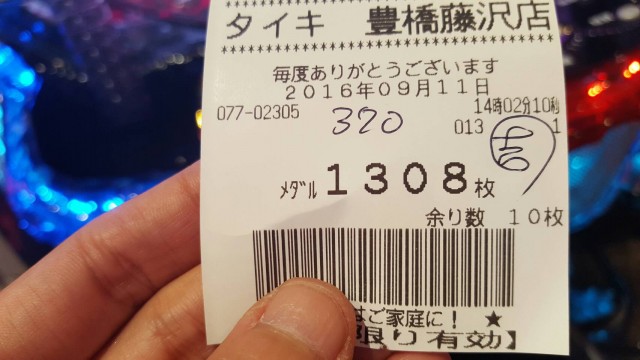 タイキ 豊橋藤沢店
毎度ありがとうございます
2016年09月11日
077-02305 14時02分10秒
370 013 1
メダル 1308枚
余り数 10枚
はご家庭に! ★
限り有効】